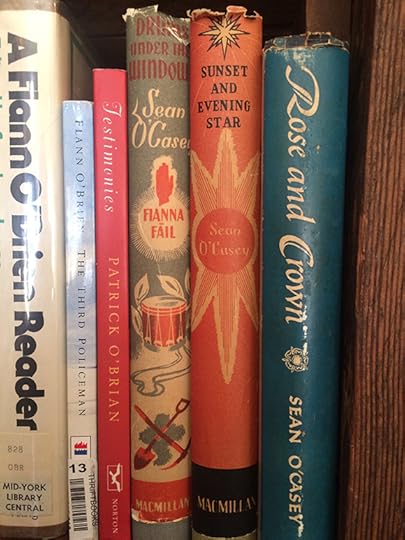 A Flann O'Brien Reader
828
OBR
MID-YORK
LIBRARY
CENTRAL
FLANN O'BRIEN THE THIRD POLICEMAN
13
THRIFTBOOKS
Testimonies PATRICK O'BRIAN
NORTON
DRUMS
UNDER THE
WINDOWS
Sean
O'Casey
FIANNA
FÁIL
MACMILLAN
SUNSET
AND
EVENING
STAR
Sean
O'Casey
MACMILLAN
Rose and Crown SEAN O'CASEY